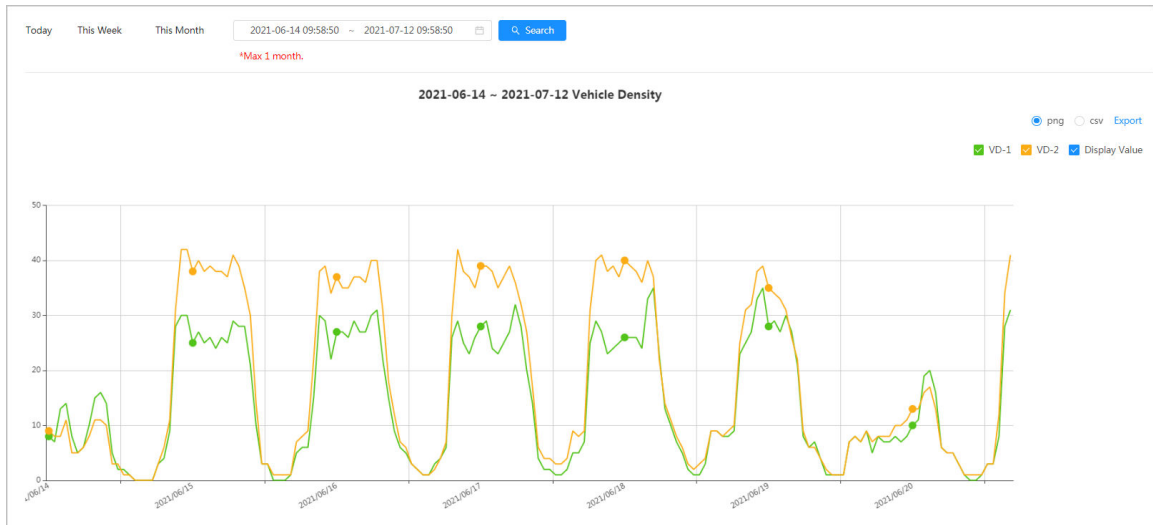 Today This Week This Month 2021-06-14 09:58:50 ~ 2021-07-12 09:58:50 Search
*Max 1 month.
2021-06-14 ~ 2021-07-12 Vehicle Density
png csv Export
VD-1 VD-2 Display Value
50
40
30
20
10
0
/06/14 2021/06/15 2021/06/16 2021/06/17 2021/06/18 2021/06/19 2021/06/20